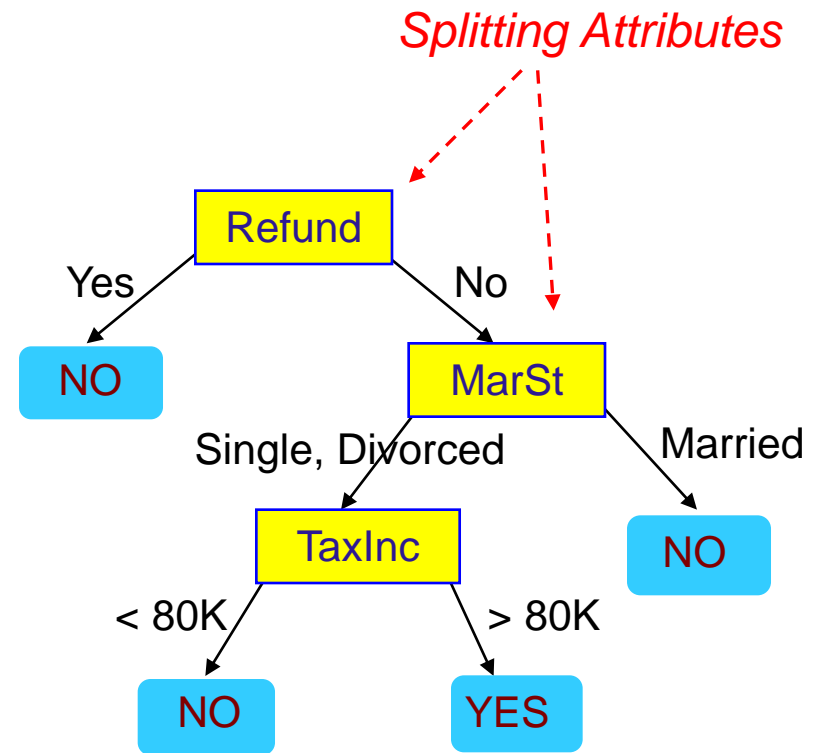 Splitting Attributes
Refund
Yes
No
NO
MarSt
Single, Divorced
Married
TaxInc
NO
< 80K
> 80K
NO
YES